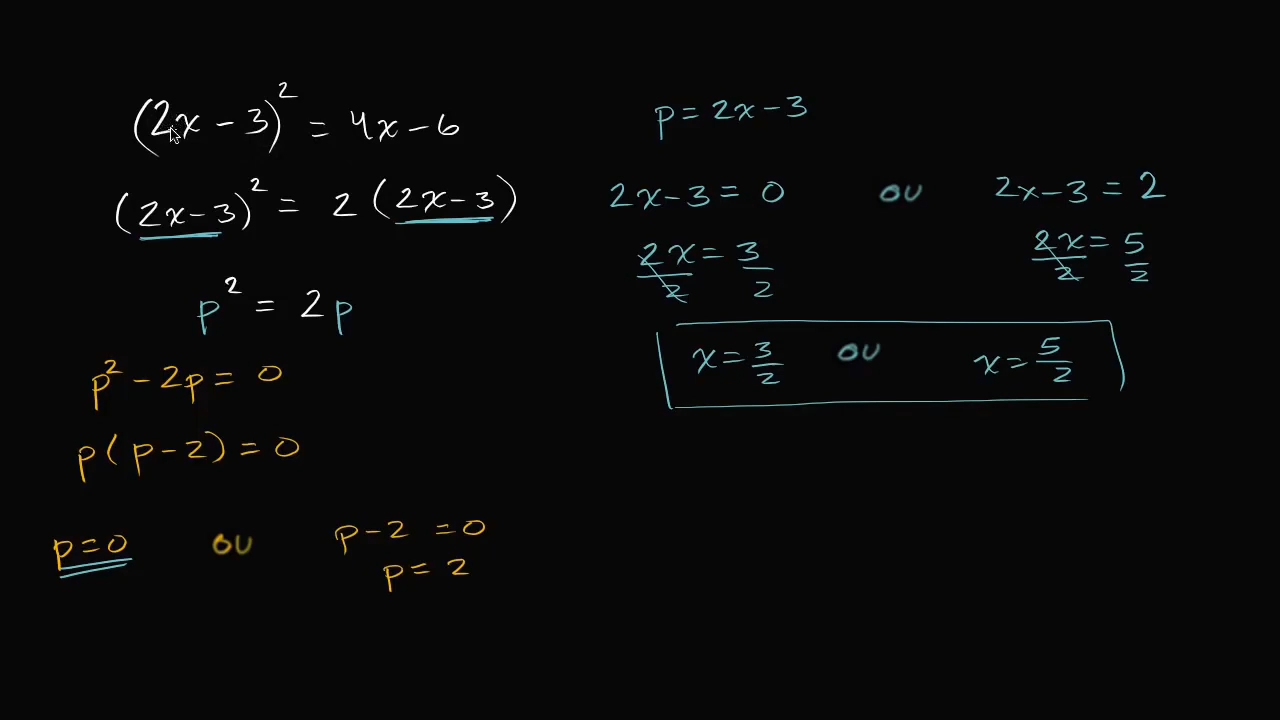 (2x - 3)² = 4x - 6
(2x - 3)² = 2 (2x - 3)
p² = 2p
p² - 2p = 0
p(p - 2) = 0
p = 0 ou p - 2 = 0
p = 2
p = 2x - 3
2x - 3 = 0 ou 2x - 3 = 2
2x/2 = 3/2 2x/2 = 5/2
x = 3/2 ou x = 5/2